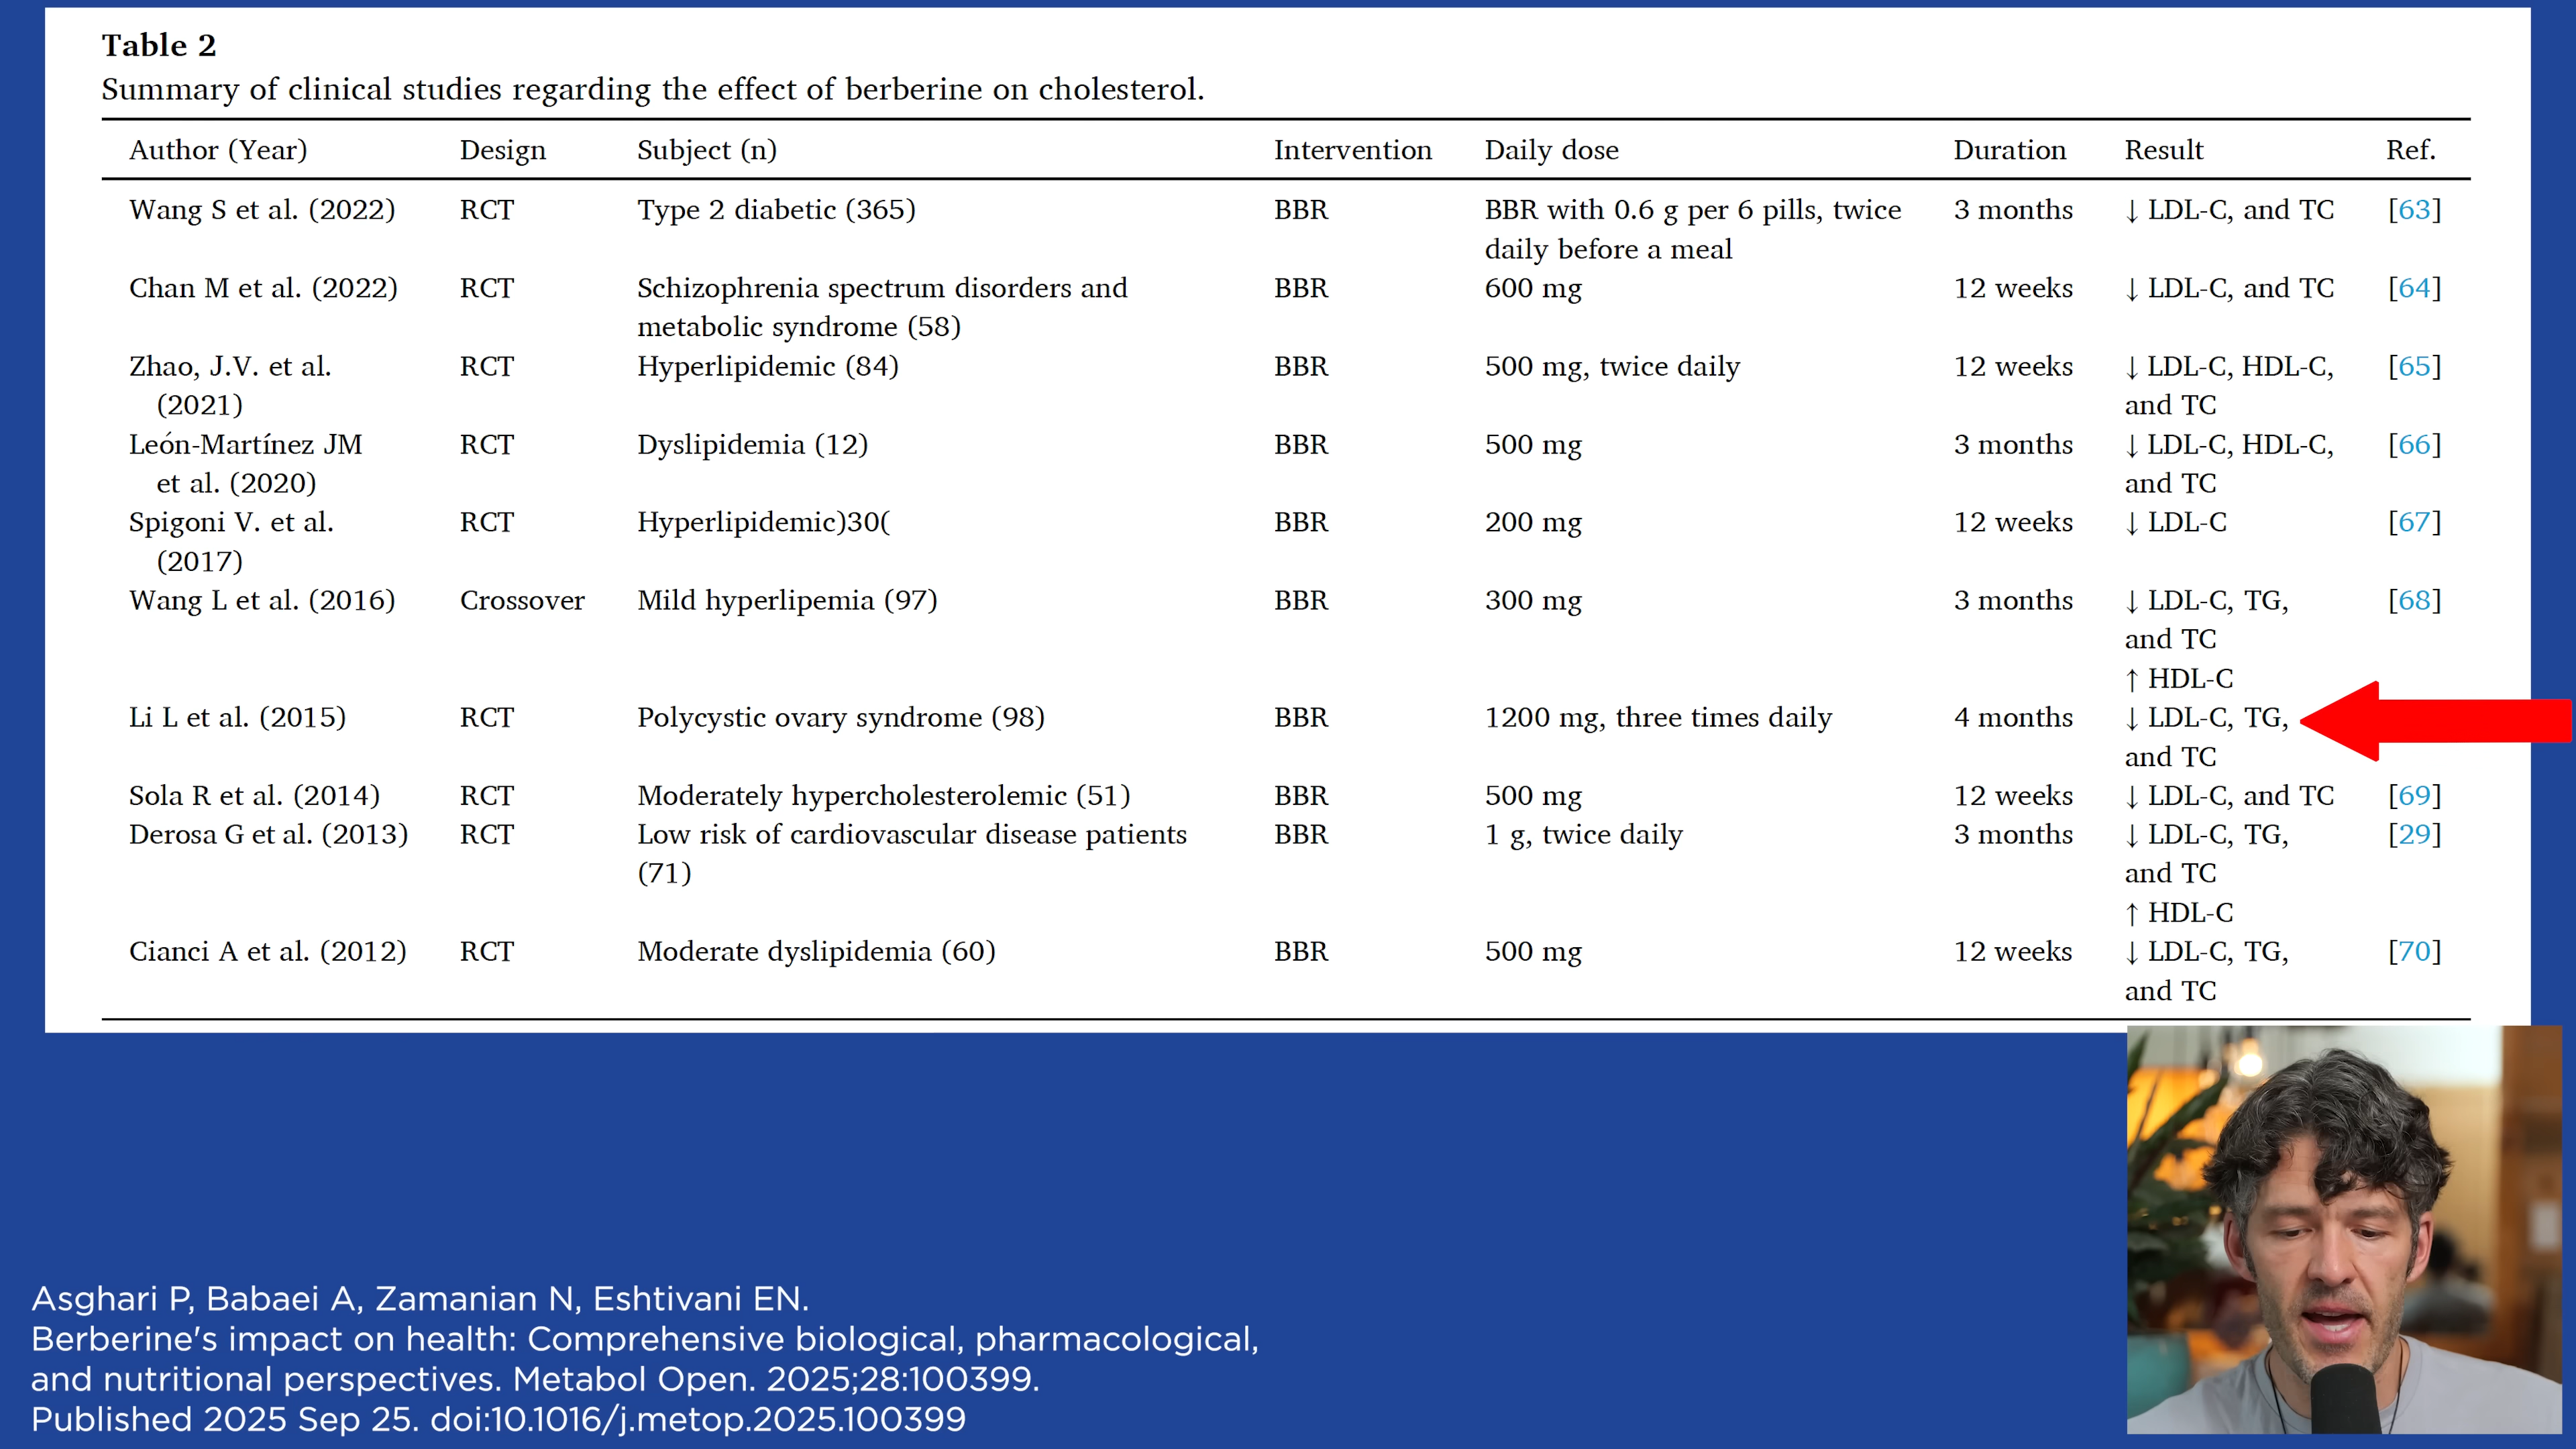 Table 2
Summary of clinical studies regarding the effect of berberine on cholesterol.
Author (Year) Design Subject (n) Intervention Daily dose Duration Result Ref.
Wang S et al. (2022) RCT Type 2 diabetic (365) BBR BBR with 0.6 g per 6 pills, twice 3 months ↓ LDL-C, and TC [63]
daily before a meal
Chan M et al. (2022) RCT Schizophrenia spectrum disorders and BBR 600 mg 12 weeks ↓ LDL-C, and TC [64]
metabolic syndrome (58)
Zhao, J.V. et al. RCT Hyperlipidemic (84) BBR 500 mg, twice daily 12 weeks ↓ LDL-C, HDL-C, [65]
(2021) and TC
León-Martínez JM RCT Dyslipidemia (12) BBR 500 mg 3 months ↓ LDL-C, HDL-C, [66]
et al. (2020) and TC
Spigoni V. et al. RCT Hyperlipidemic)30( BBR 200 mg 12 weeks ↓ LDL-C [67]
(2017)
Wang L et al. (2016) Crossover Mild hyperlipemia (97) BBR 300 mg 3 months ↓ LDL-C, TG, [68]
and TC
↑ HDL-C
Li L et al. (2015) RCT Polycystic ovary syndrome (98) BBR 1200 mg, three times daily 4 months ↓ LDL-C, TG,
and TC
Sola R et al. (2014) RCT Moderately hypercholesterolemic (51) BBR 500 mg 12 weeks ↓ LDL-C, and TC [69]
Derosa G et al. (2013) RCT Low risk of cardiovascular disease patients BBR 1 g, twice daily 3 months ↓ LDL-C, TG, [29]
(71) and TC
↑ HDL-C
Cianci A et al. (2012) RCT Moderate dyslipidemia (60) BBR 500 mg 12 weeks ↓ LDL-C, TG, [70]
and TC
Asghari P, Babaei A, Zamanian N, Eshtivani EN.
Berberine's impact on health: Comprehensive biological, pharmacological,
and nutritional perspectives. Metabol Open. 2025;28:100399.
Published 2025 Sep 25. doi:10.1016/j.metop.2025.100399